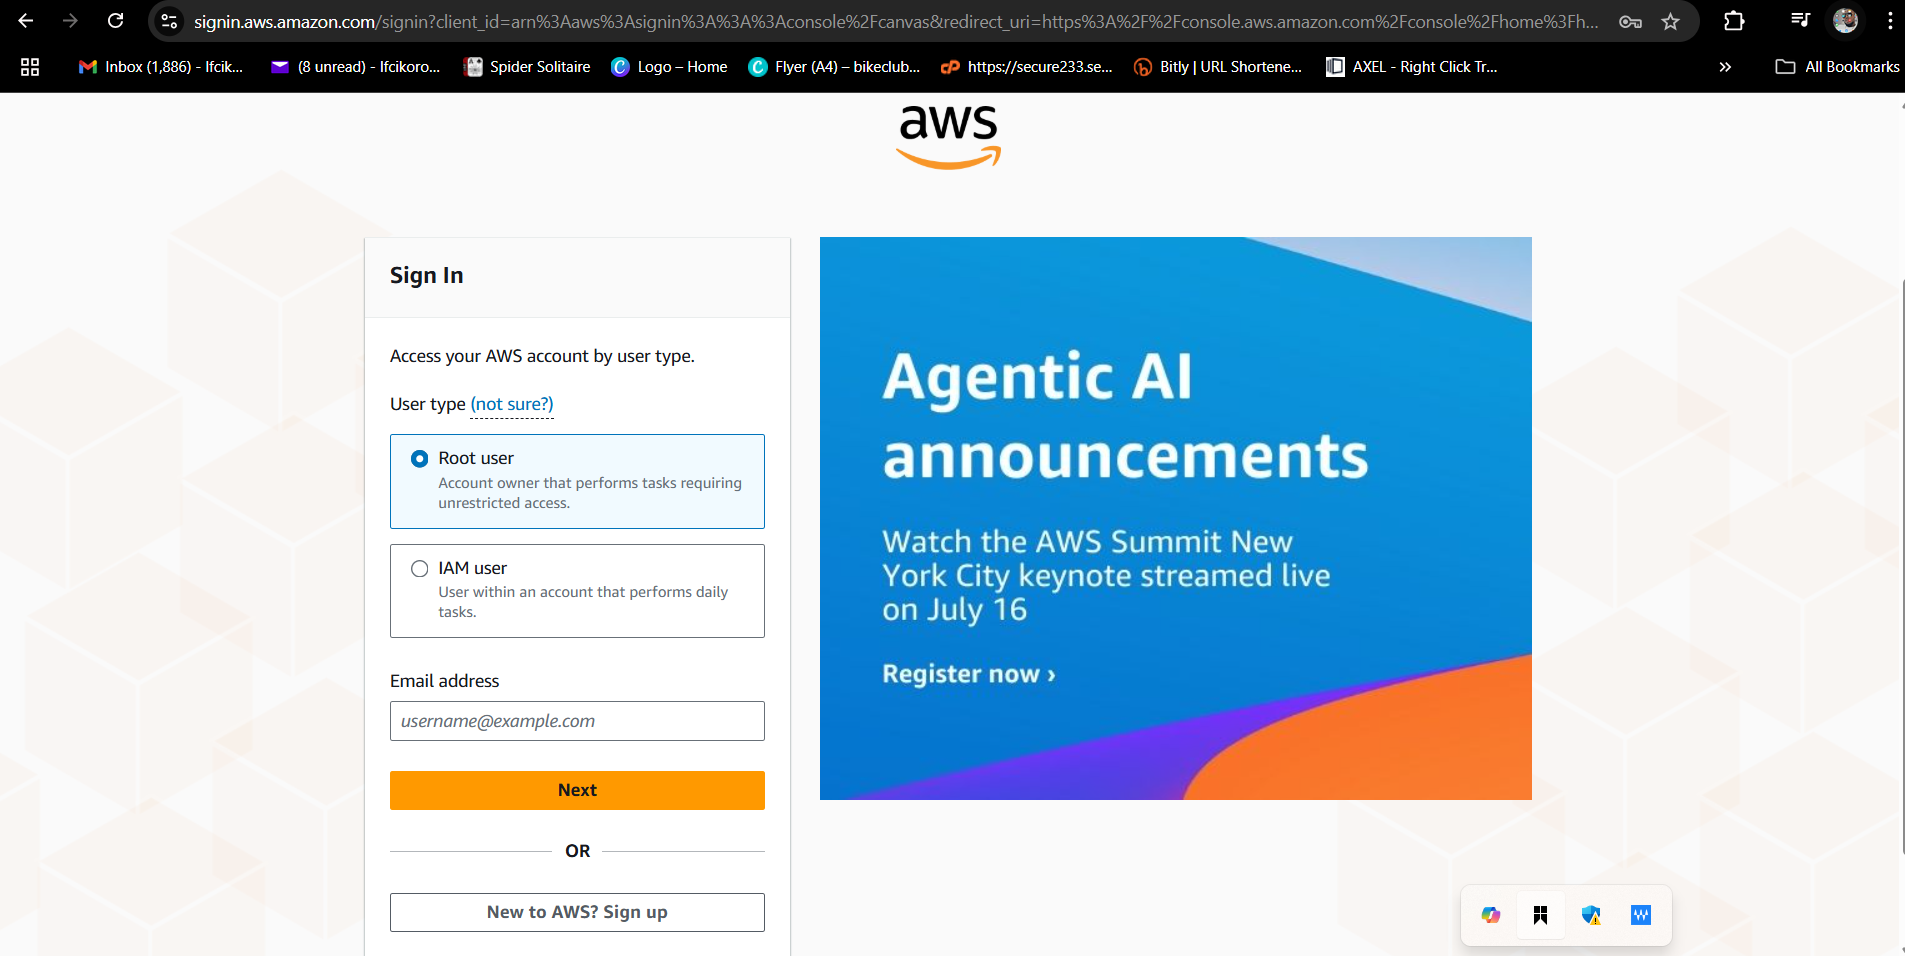 signin.aws.amazon.com/signin?client_id=arn%3Aaws%3Asignin%3A%3A%3Aconsole%2Fcanvas&redirect_uri=https%3A%2F%2Fconsole.aws.amazon.com%2Fconsole%2Fhome%3Fh...
Inbox (1,886) - Ifcik...
(8 unread) - Ifcikoro...
Spider Solitaire
Logo – Home
Flyer (A4) – bikeclub...
https://secure233.se...
Bitly | URL Shortene...
AXEL - Right Click Tr...
All Bookmarks
aws
Sign In
Access your AWS account by user type.
User type (not sure?)
Root user
Account owner that performs tasks requiring
unrestricted access.
IAM user
User within an account that performs daily
tasks.
Email address
username@example.com
Next
OR
New to AWS? Sign up
Agentic AI
announcements
Watch the AWS Summit New
York City keynote streamed live
on July 16
Register now ›